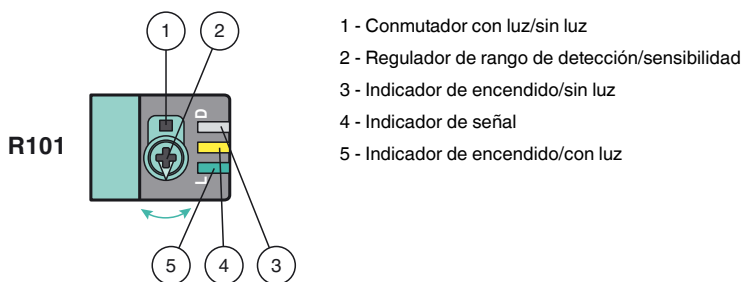 1
2
R101
D
L
5
4
3
1 - Conmutador con luz/sin luz
2 - Regulador de rango de detección/sensibilidad
3 - Indicador de encendido/sin luz
4 - Indicador de señal
5 - Indicador de encendido/con luz